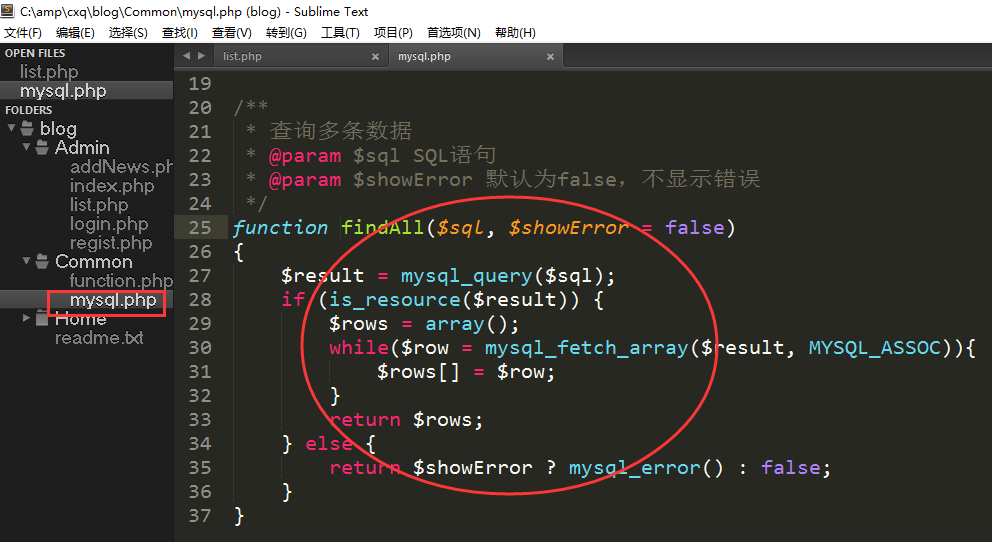 C:\amp\cxq\blog\Common\mysql.php (blog) - Sublime Text
文件(F) 编辑(E) 选择(S) 查找(I) 查看(V) 转到(G) 工具(T) 项目(P) 首选项(N) 帮助(H)
OPEN FILES
list.php
mysql.php
FOLDERS
blog
Admin
addNews.ph
index.php
list.php
login.php
regist.php
Common
function.php
mysql.php
Home
readme.txt
list.php × mysql.php ×
19
20 /**
21 * 查询多条数据
22 * @param $sql SQL语句
23 * @param $showError 默认为false，不显示错误
24 */
25 function findAll($sql, $showError = false)
26 {
27 $result = mysql_query($sql);
28 if (is_resource($result)) {
29 $rows = array();
30 while($row = mysql_fetch_array($result, MYSQL_ASSOC)){
31 $rows[] = $row;
32 }
33 return $rows;
34 } else {
35 return $showError ? mysql_error() : false;
36 }
37 }